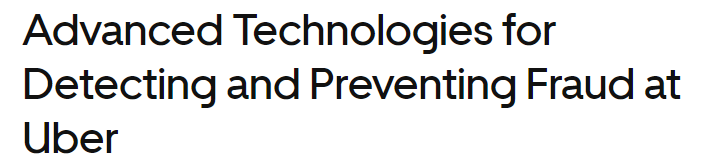 Advanced Technologies for
Detecting and Preventing Fraud at
Uber